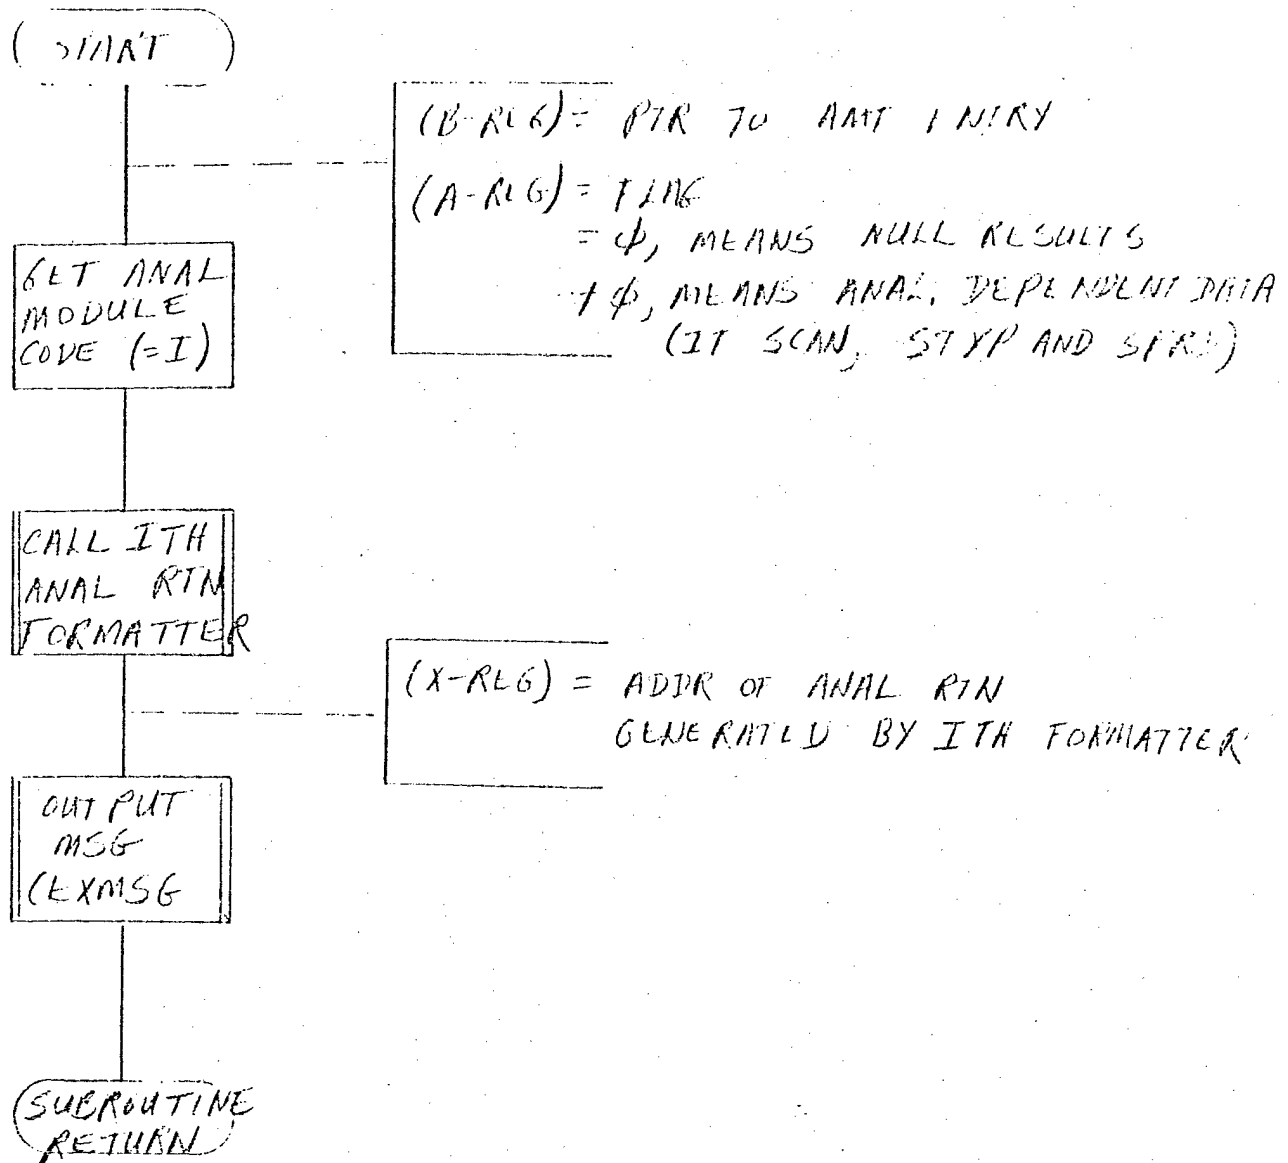 START
(B-REG) = PTR TO AMT ENTRY
(A-REG) = FLAG
= φ, MEANS NULL RESULTS
≠ φ, MEANS ANAL. DEPENDENT DATA
(IT SCAN, STYP AND
GET ANAL
MODULE
CODE (=I)
CALL ITH
ANAL RTN
FORMATTER
(X-REG) = ADDR OF ANAL RTN
GENERATED BY ITH FORMATTER
OUTPUT
MSG
(EXMSG
SUBROUTINE
RETURN